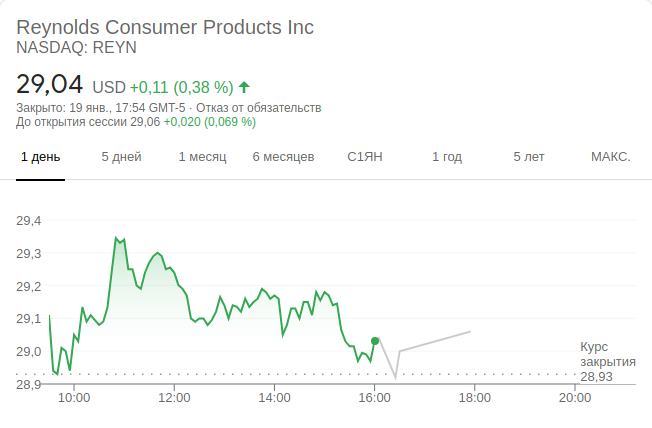 Reynolds Consumer Products Inc
NASDAQ: REYN
29,04 USD +0,11 (0,38 %)
Закрыто: 19 янв., 17:54 GMT-5 · Отказ от обязательств
До открытия сессии 29,06 +0,020 (0,069 %)
1 день 5 дней 1 месяц 6 месяцев С1ЯН 1 год 5 лет МАКС.
29,4
29,3
29,2
29,1
29,0
28,9
Курс
закрытия
28,93
10:00 12:00 14:00 16:00 18:00 20:00